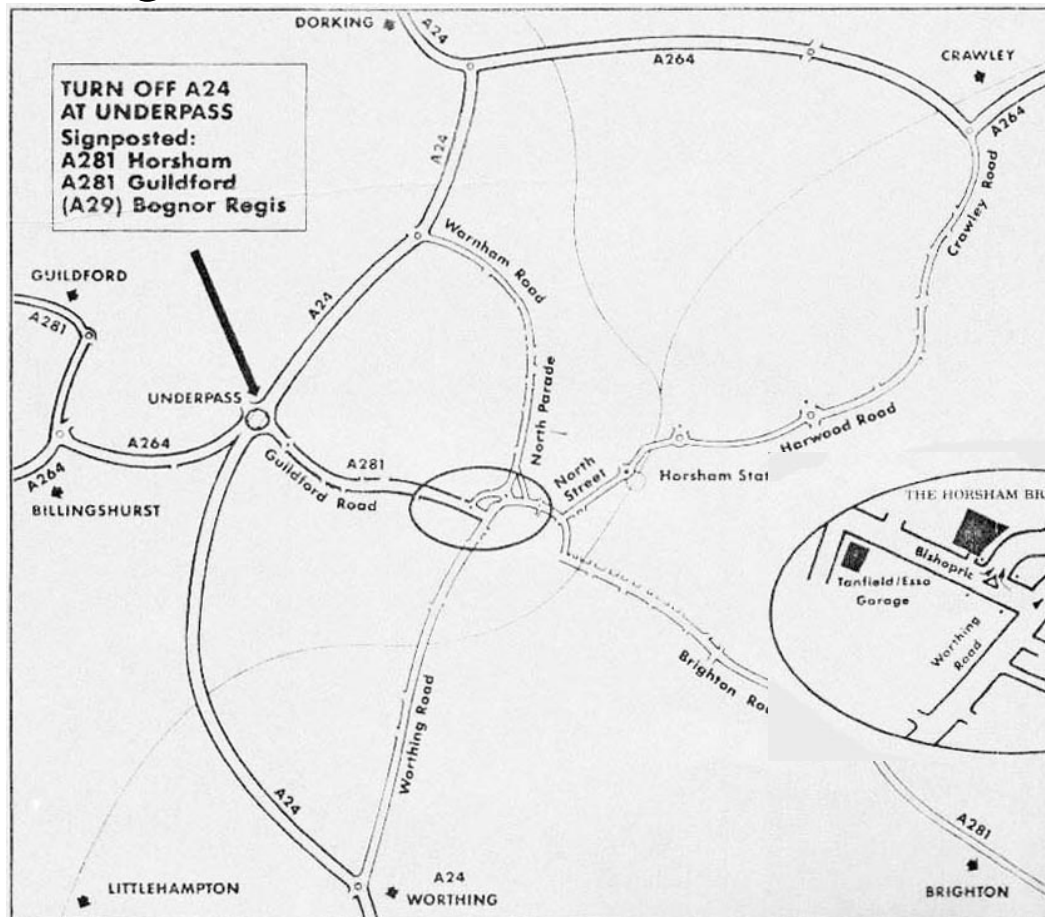 DORKING
A24
A264
CRAWLEY
A264
TURN OFF A24
AT UNDERPASS
Signposted:
A281 Horsham
A281 Guildford
(A29) Bognor Regis
A24
Warnham Road
Crawley Road
GUILDFORD
A281
A24
UNDERPASS
North Parade
A264
A264
BILLINGSHURST
Guildford Road
A281
North
Street
Harwood Road
Horsham Stat
THE HORSHAM BR
Bishopric
Tanfield/Esso
Garage
Worthing
Road
Brighton Roa
Worthing Road
A24
A281
LITTLEHAMPTON
A24
WORTHING
BRIGHTON